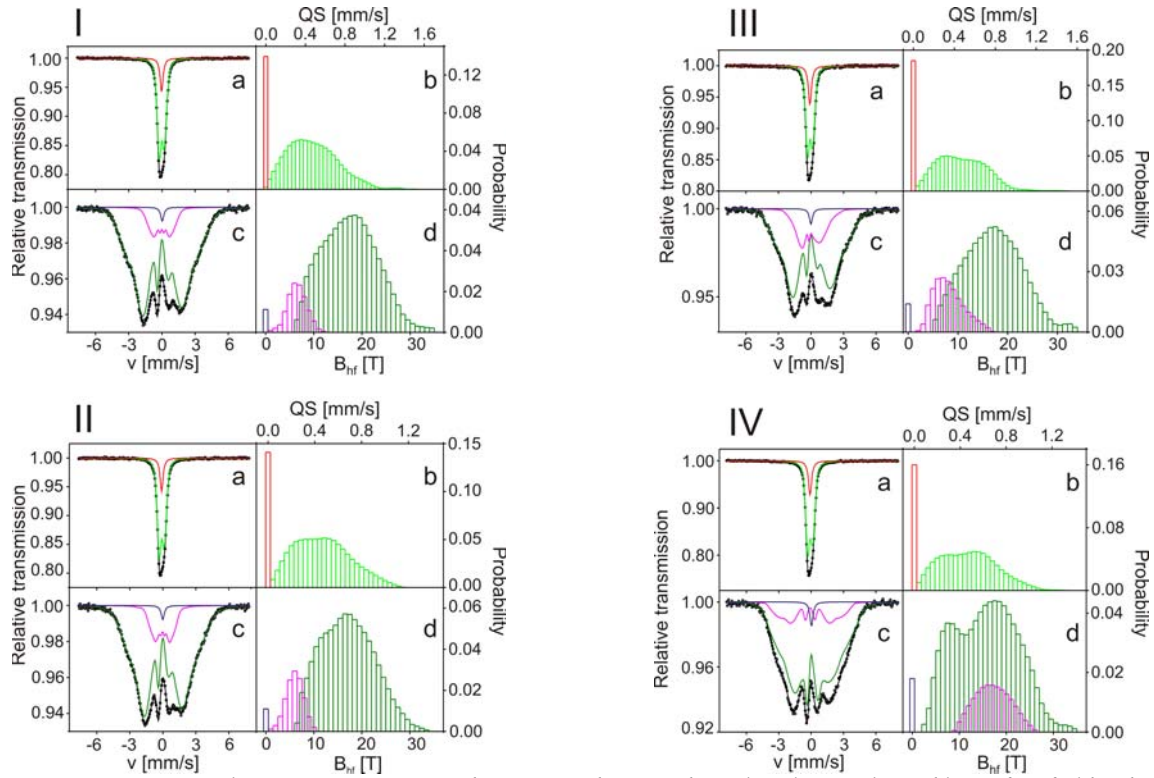 I
QS [mm/s]
0.0 0.4 0.8 1.2 1.6
1.00
0.95
0.90
0.85
0.80
a
b
0.12
0.08
0.04
0.00
Relative transmission
Probability
1.00
0.98
0.96
0.94
c
d
0.04
0.03
0.02
0.01
0.00
-6 -3 0 3 6
0 10 20 30
v [mm/s]
Bhf [T]
III
QS [mm/s]
0.0 0.4 0.8 1.2 1.6
1.00
0.95
0.90
0.85
0.80
a
b
0.20
0.15
0.10
0.05
0.00
Relative transmission
Probability
1.00
0.95
c
d
0.06
0.03
0.00
-6 -3 0 3 6
0 10 20 30
v [mm/s]
Bhf [T]
II
QS [mm/s]
0.0 0.4 0.8 1.2
1.00
0.95
0.90
0.85
0.80
a
b
0.15
0.10
0.05
0.00
Relative transmission
Probability
1.00
0.98
0.96
0.94
c
d
0.06
0.04
0.02
0.00
-6 -3 0 3 6
0 10 20 30
v [mm/s]
Bhf [T]
IV
QS [mm/s]
0.0 0.4 0.8 1.2
1.00
0.90
0.80
a
b
0.16
0.08
0.00
Relative transmission
Probability
1.00
0.96
0.92
c
d
0.04
0.02
0.00
-6 -3 0 3 6
0 10 20 30
v [mm/s]
Bhf [T]